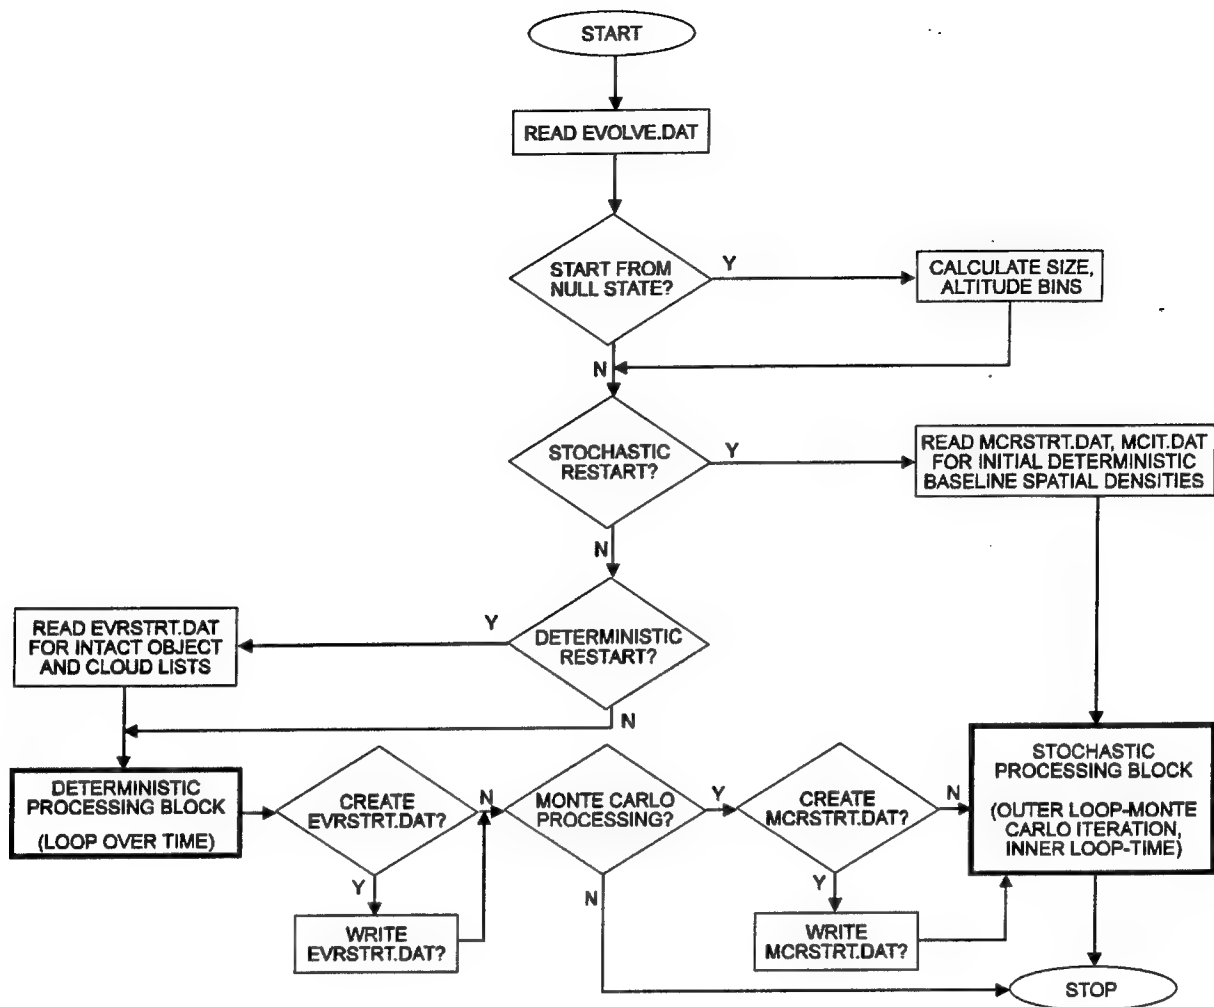 START
READ EVOLVE.DAT
START FROM
NULL STATE?
Y
CALCULATE SIZE,
ALTITUDE BINS
N
STOCHASTIC
RESTART?
Y
READ MCRSTRT.DAT, MCIT.DAT
FOR INITIAL DETERMINISTIC
BASELINE SPATIAL DENSITIES
N
DETERMINISTIC
RESTART?
Y
READ EVRSTRT.DAT
FOR INTACT OBJECT
AND CLOUD LISTS
N
DETERMINISTIC
PROCESSING BLOCK
(LOOP OVER TIME)
CREATE
EVRSTRT.DAT?
N
Y
WRITE
EVRSTRT.DAT?
MONTE CARLO
PROCESSING?
Y
N
CREATE
MCRSTRT.DAT?
N
Y
WRITE
MCRSTRT.DAT?
STOCHASTIC
PROCESSING BLOCK
(OUTER LOOP-MONTE
CARLO ITERATION,
INNER LOOP-TIME)
STOP